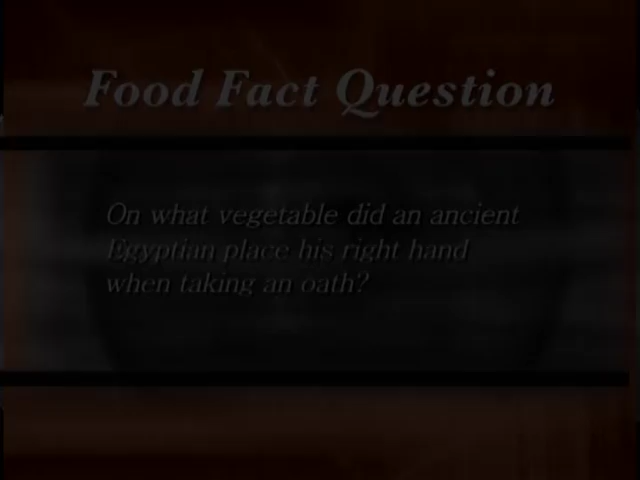 Food Fact Question
On what vegetable did an ancient
Egyptian place his right hand
when taking an oath?